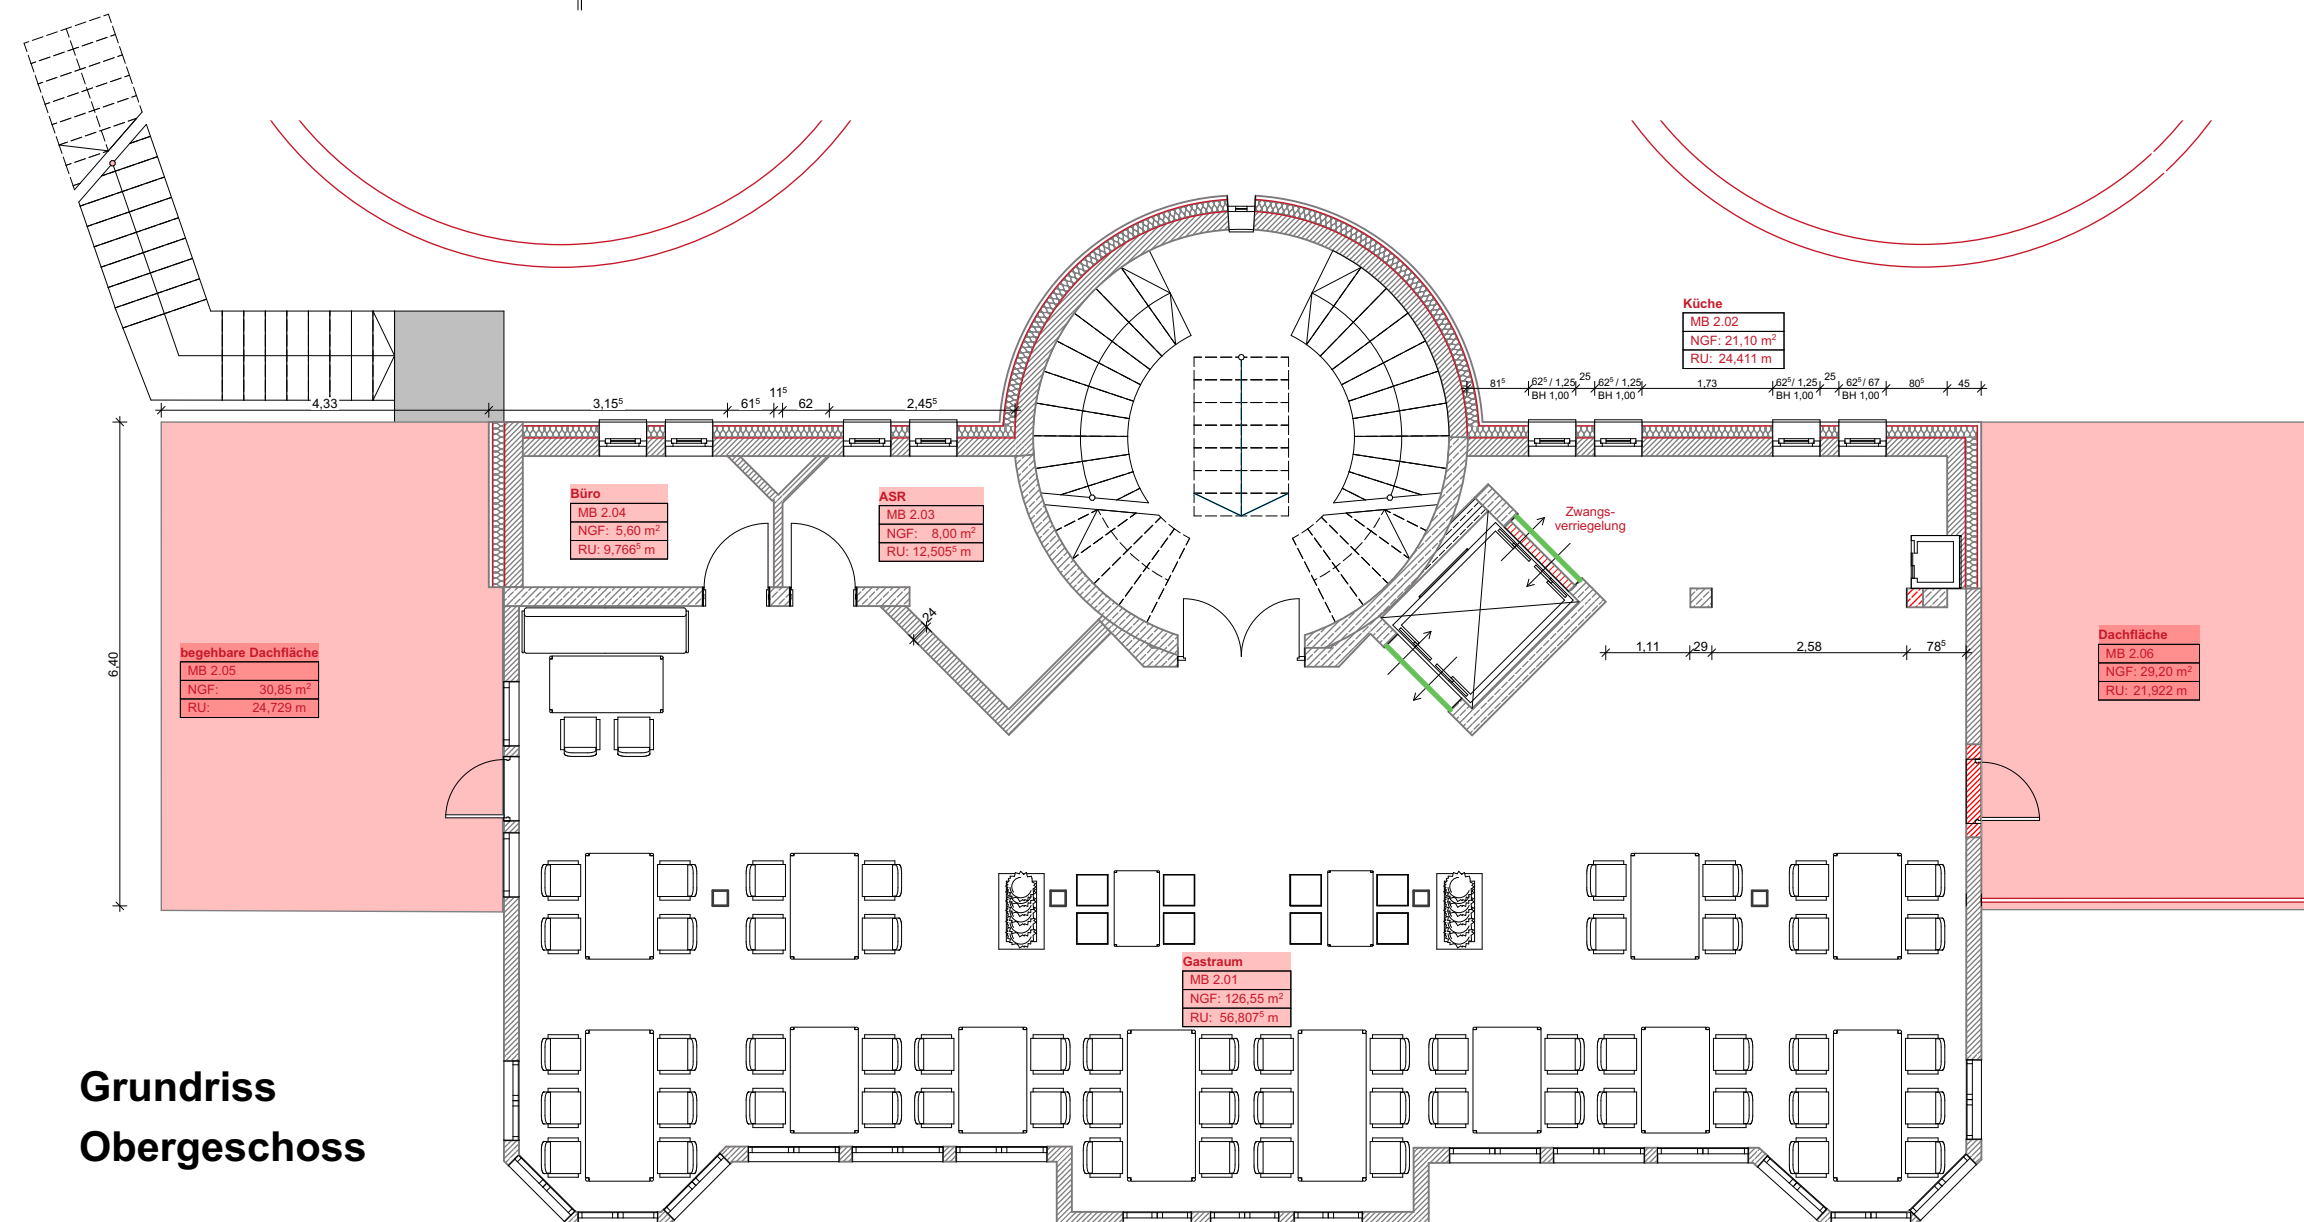 Küche
MB 2.02
NGF: 21,10 m²
RU: 24,411 m
81⁵
62⁵/ 1,25
BH 1,00
25
62⁵/ 1,25
BH 1,00
1,73
62⁵/ 1,25
BH 1,00
25
62⁵/ 67
BH 1,00
80⁵
45
4,33
3,15⁵
61⁵
11⁵
62
2,45⁵
Büro
MB 2.04
NGF: 5,60 m²
RU: 9,766⁵ m
ASR
MB 2.03
NGF: 8,00 m²
RU: 12,505⁵ m
Zwangs-
verriegelung
24
6,40
begehbare Dachfläche
MB 2.05
NGF: 30,85 m²
RU: 24,729 m
1,11
29
2,58
78⁵
Dachfläche
MB 2.06
NGF: 29,20 m²
RU: 21,922 m
Gastraum
MB 2.01
NGF: 126,55 m²
RU: 56,807⁵ m
Grundriss
Obergeschoss